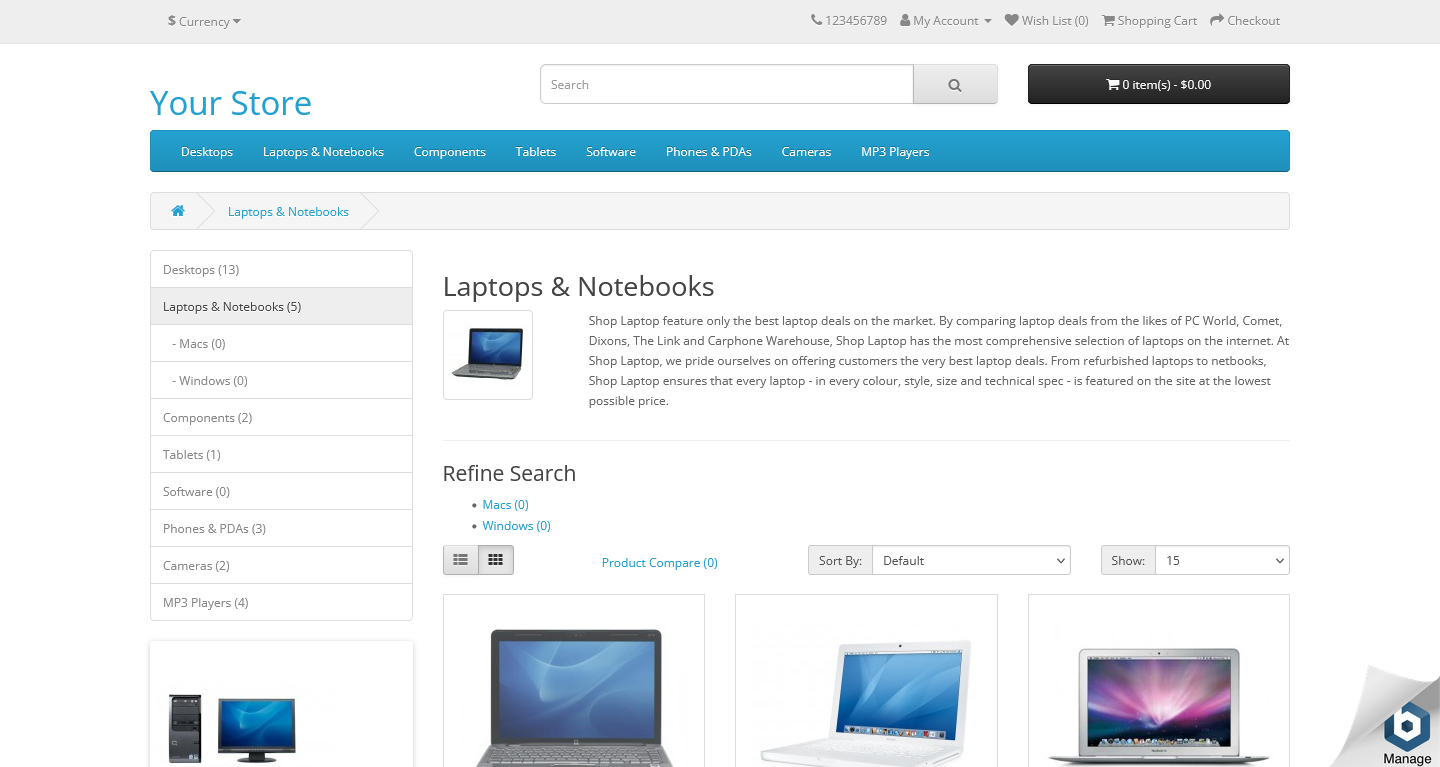 $ Currency
123456789
My Account
Wish List (0)
Shopping Cart
Checkout
Your Store
Search
0 item(s) - $0.00
Desktops
Laptops & Notebooks
Components
Tablets
Software
Phones & PDAs
Cameras
MP3 Players
Laptops & Notebooks
Desktops (13)
Laptops & Notebooks (5)
- Macs (0)
- Windows (0)
Components (2)
Tablets (1)
Software (0)
Phones & PDAs (3)
Cameras (2)
MP3 Players (4)
Laptops & Notebooks
Shop Laptop feature only the best laptop deals on the market. By comparing laptop deals from the likes of PC World, Comet,
Dixons, The Link and Carphone Warehouse, Shop Laptop has the most comprehensive selection of laptops on the internet. At
Shop Laptop, we pride ourselves on offering customers the very best laptop deals. From refurbished laptops to netbooks,
Shop Laptop ensures that every laptop - in every colour, style, size and technical spec - is featured on the site at the lowest
possible price.
Refine Search
Macs (0)
Windows (0)
Product Compare (0)
Sort By:
Default
Show:
15
Manage